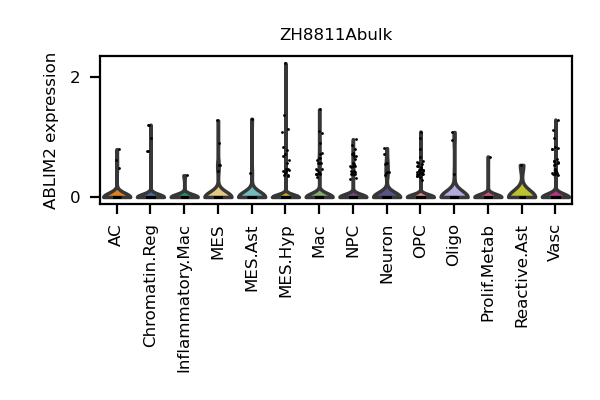 ZH8811Abulk
ABLIM2 expression
2
0
AC
Chromatin.Reg
Inflammatory.Mac
MES
MES.Ast
MES.Hyp
Mac
NPC
Neuron
OPC
Oligo
Prolif.Metab
Reactive.Ast
Vasc